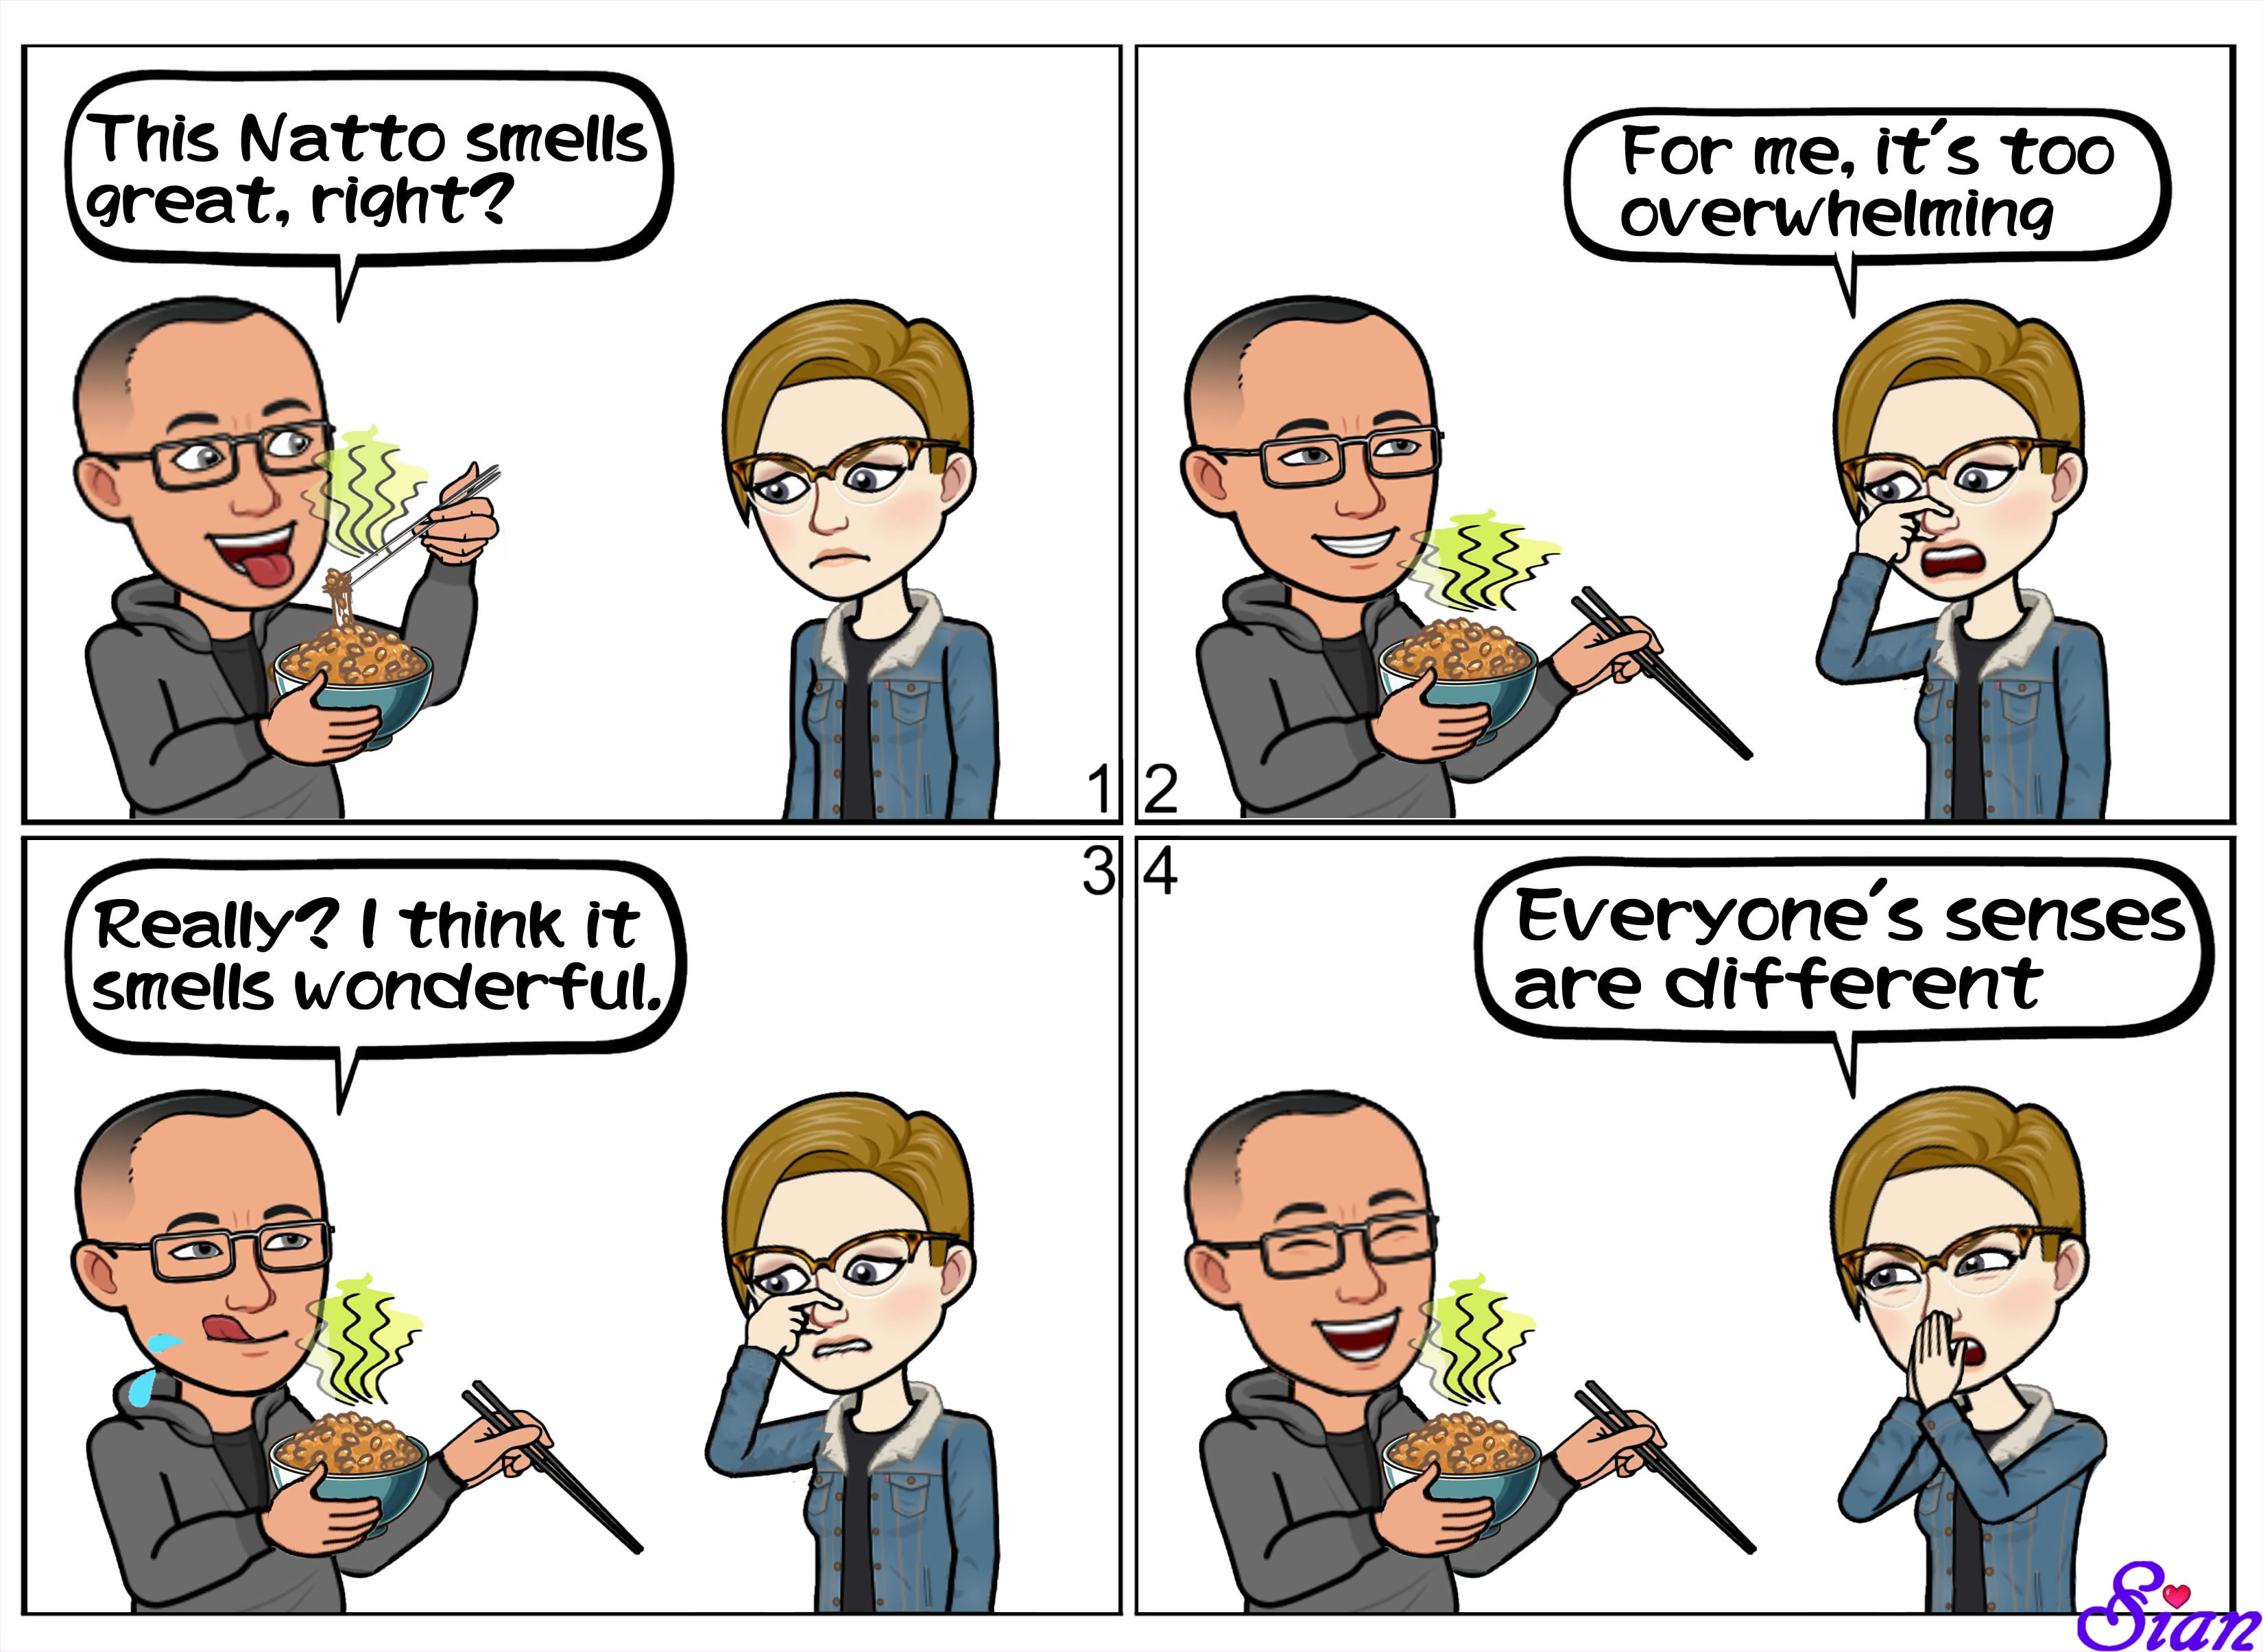 This Natto smells
great, right?
For me, it's too
overwhelming
1
2
Really? I think it
smells wonderful.
3
4
Everyone's senses
are different
Sian